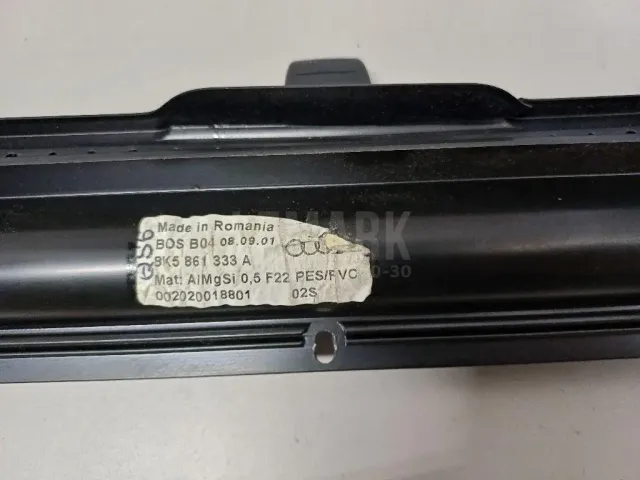 Made in Romania
BOS B04 08.09.01
8K5 861 333 A
Mat: AlMgSi 0,5 F22 PES/PVC
002020018801 02S